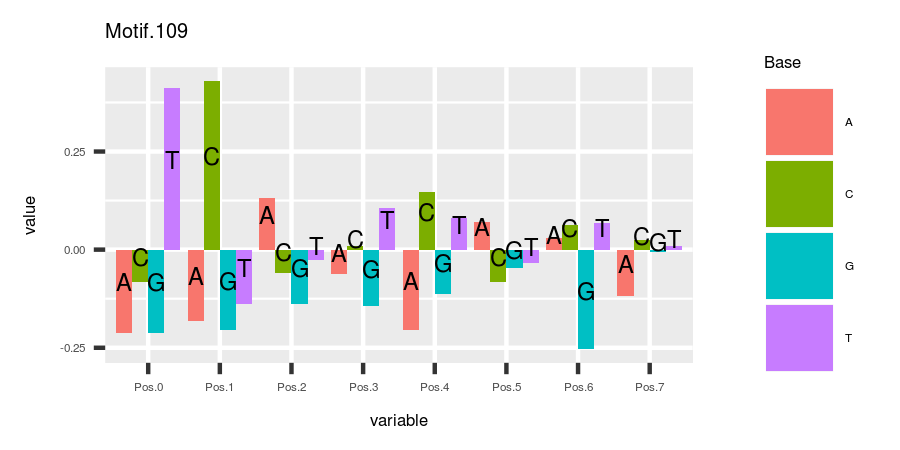 Motif.109
value
0.25
0.00
-0.25
A C G T
A C G T
A C G T
A C G T
A C G T
A C G T
A C G T
A C G T
Pos.0 Pos.1 Pos.2 Pos.3 Pos.4 Pos.5 Pos.6 Pos.7
variable
Base
A
C
G
T